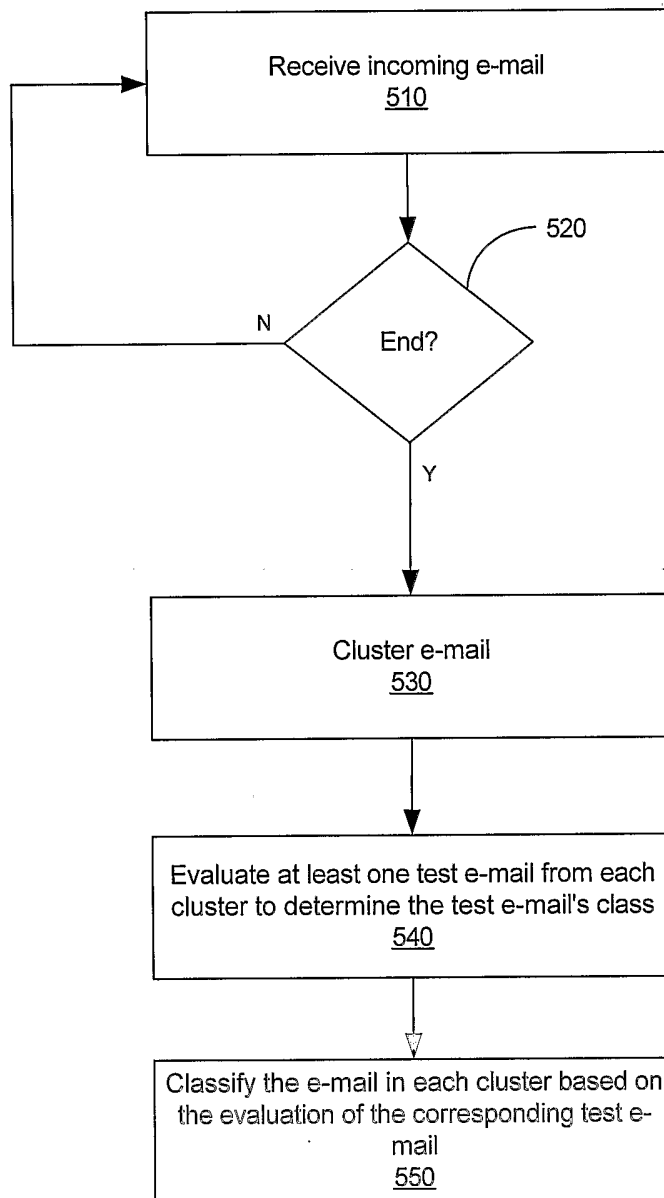 Receive incoming e-mail
510
520
N
End?
Y
Cluster e-mail
530
Evaluate at least one test e-mail from each
cluster to determine the test e-mail's class
540
Classify the e-mail in each cluster based on
the evaluation of the corresponding test e-
mail
550